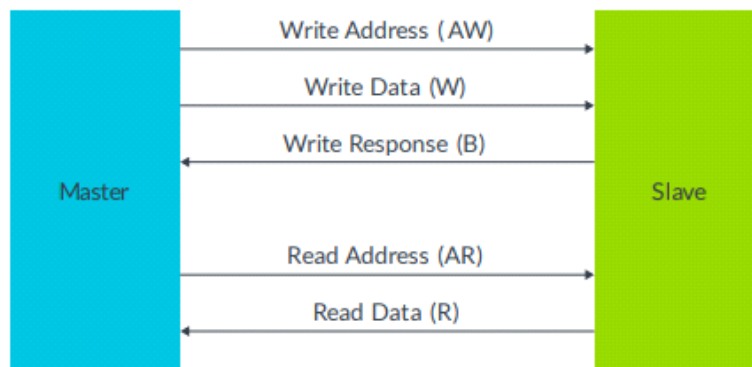 Write Address ( AW)
Write Data (W)
Write Response (B)
Master
Slave
Read Address (AR)
Read Data (R)